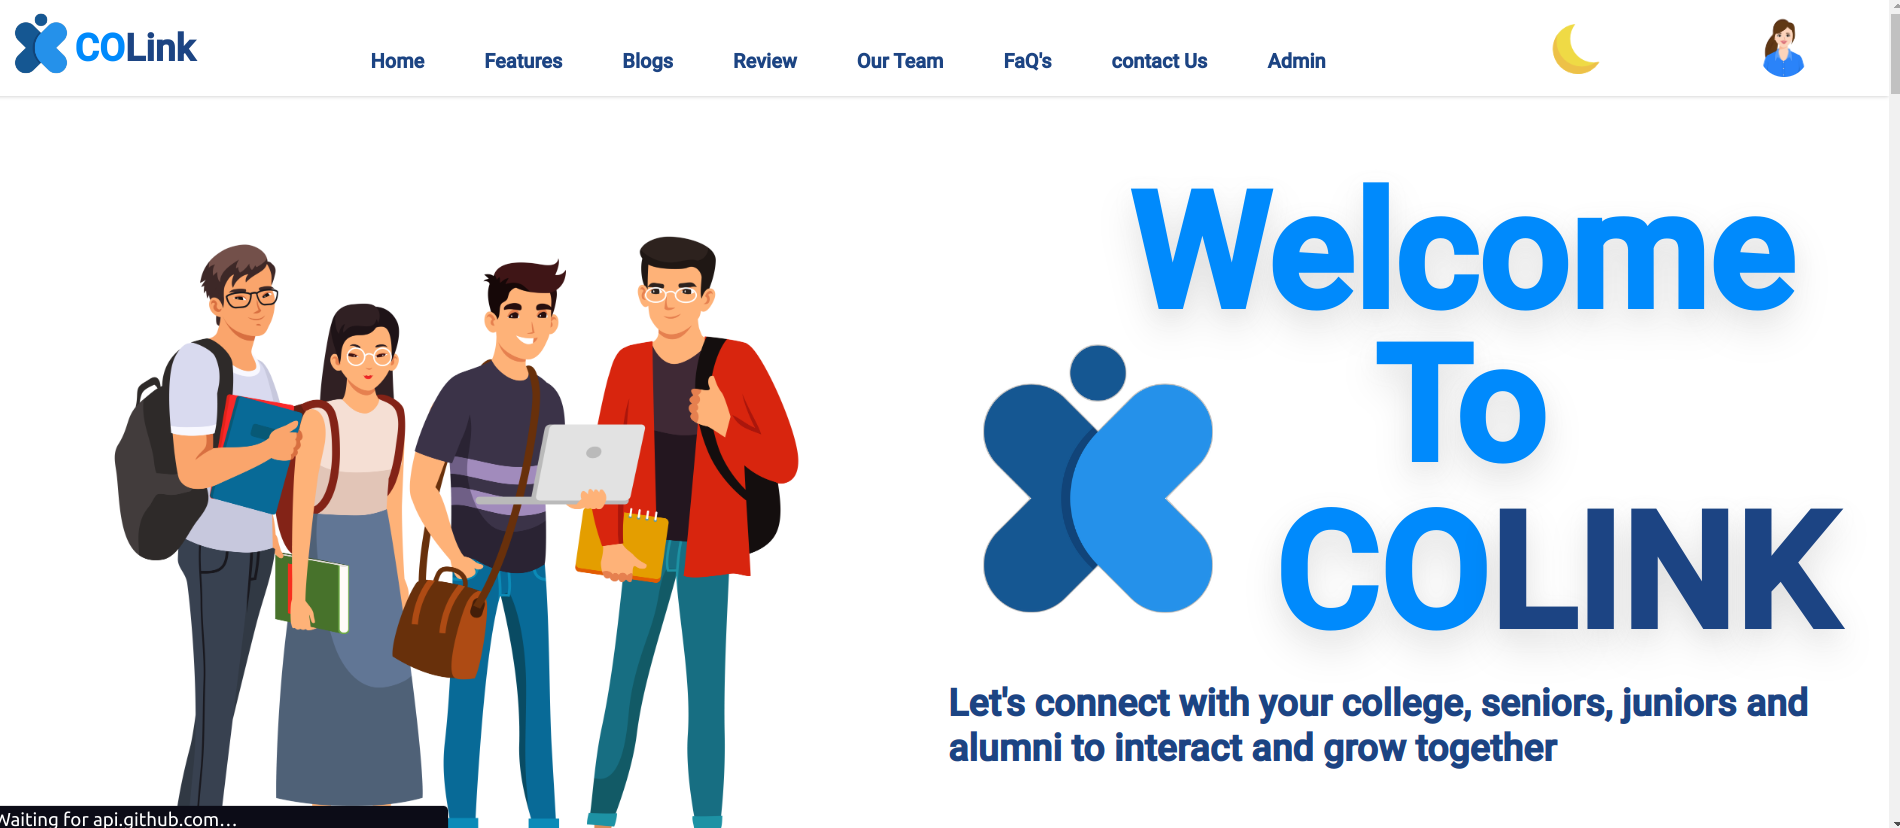 COLink
Home Features Blogs Review Our Team FaQ's contact Us Admin
Welcome
To
COLINK
Let's connect with your college, seniors, juniors and
alumni to interact and grow together
Waiting for api.github.com...